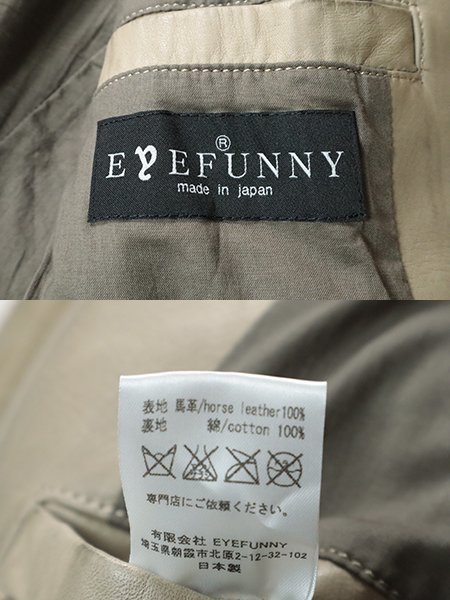 ®
EYEFUNNY
made in japan
表地 馬革/horse leather100%
裏地 綿/cotton 100%
専門店にご依頼ください。
有限会社 EYEFUNNY
埼玉県朝霞市北原2-12-32-102
日本製